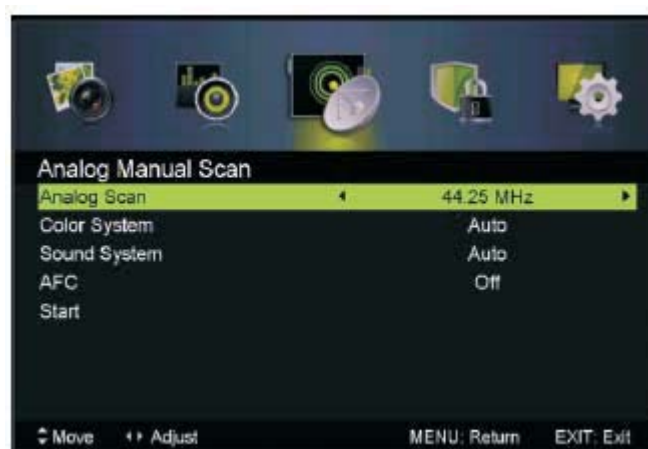 Analog Manual Scan
Analog Scan 44.25 MHz
Color System Auto
Sound System Auto
AFC Off
Start
Move Adjust MENU: Return EXIT: Exit